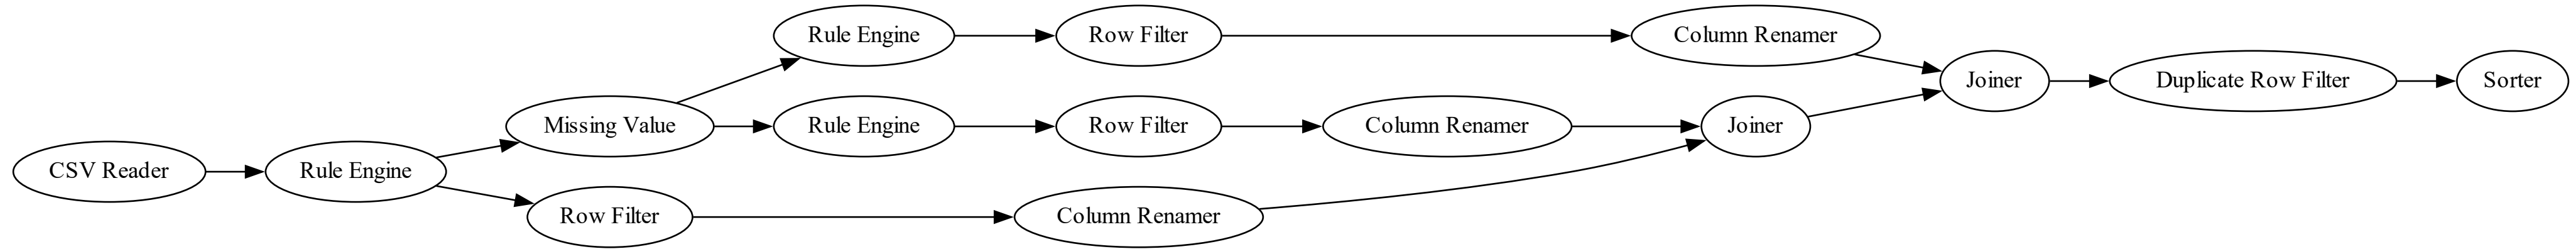 Rule Engine
Row Filter
Column Renamer
Joiner
Duplicate Row Filter
Sorter
Missing Value
Rule Engine
Row Filter
Column Renamer
Joiner
CSV Reader
Rule Engine
Row Filter
Column Renamer